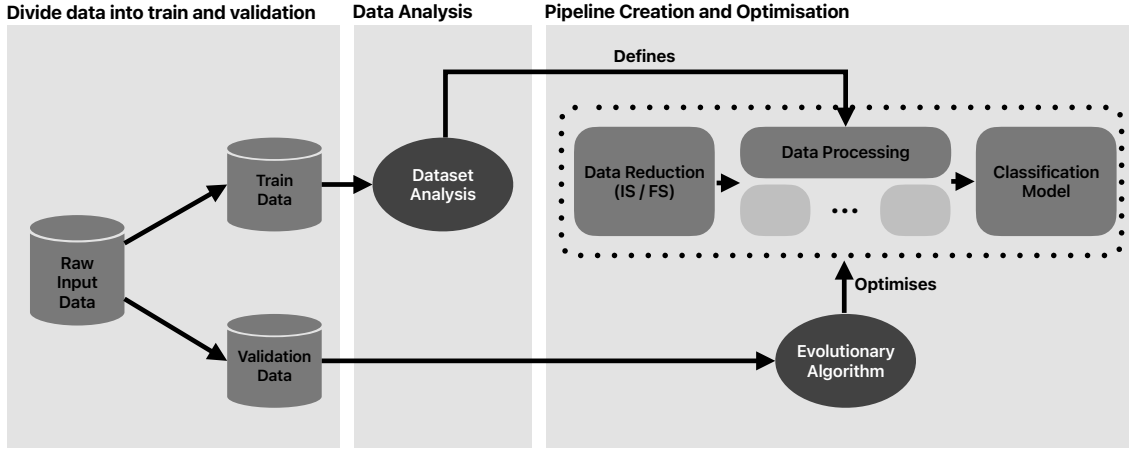 Divide data into train and validation
Data Analysis
Pipeline Creation and Optimisation
Defines
Raw
Input
Data
Train
Data
Validation
Data
Dataset
Analysis
Data Reduction
(IS / FS)
Data Processing
...
Classification
Model
Optimises
Evolutionary
Algorithm